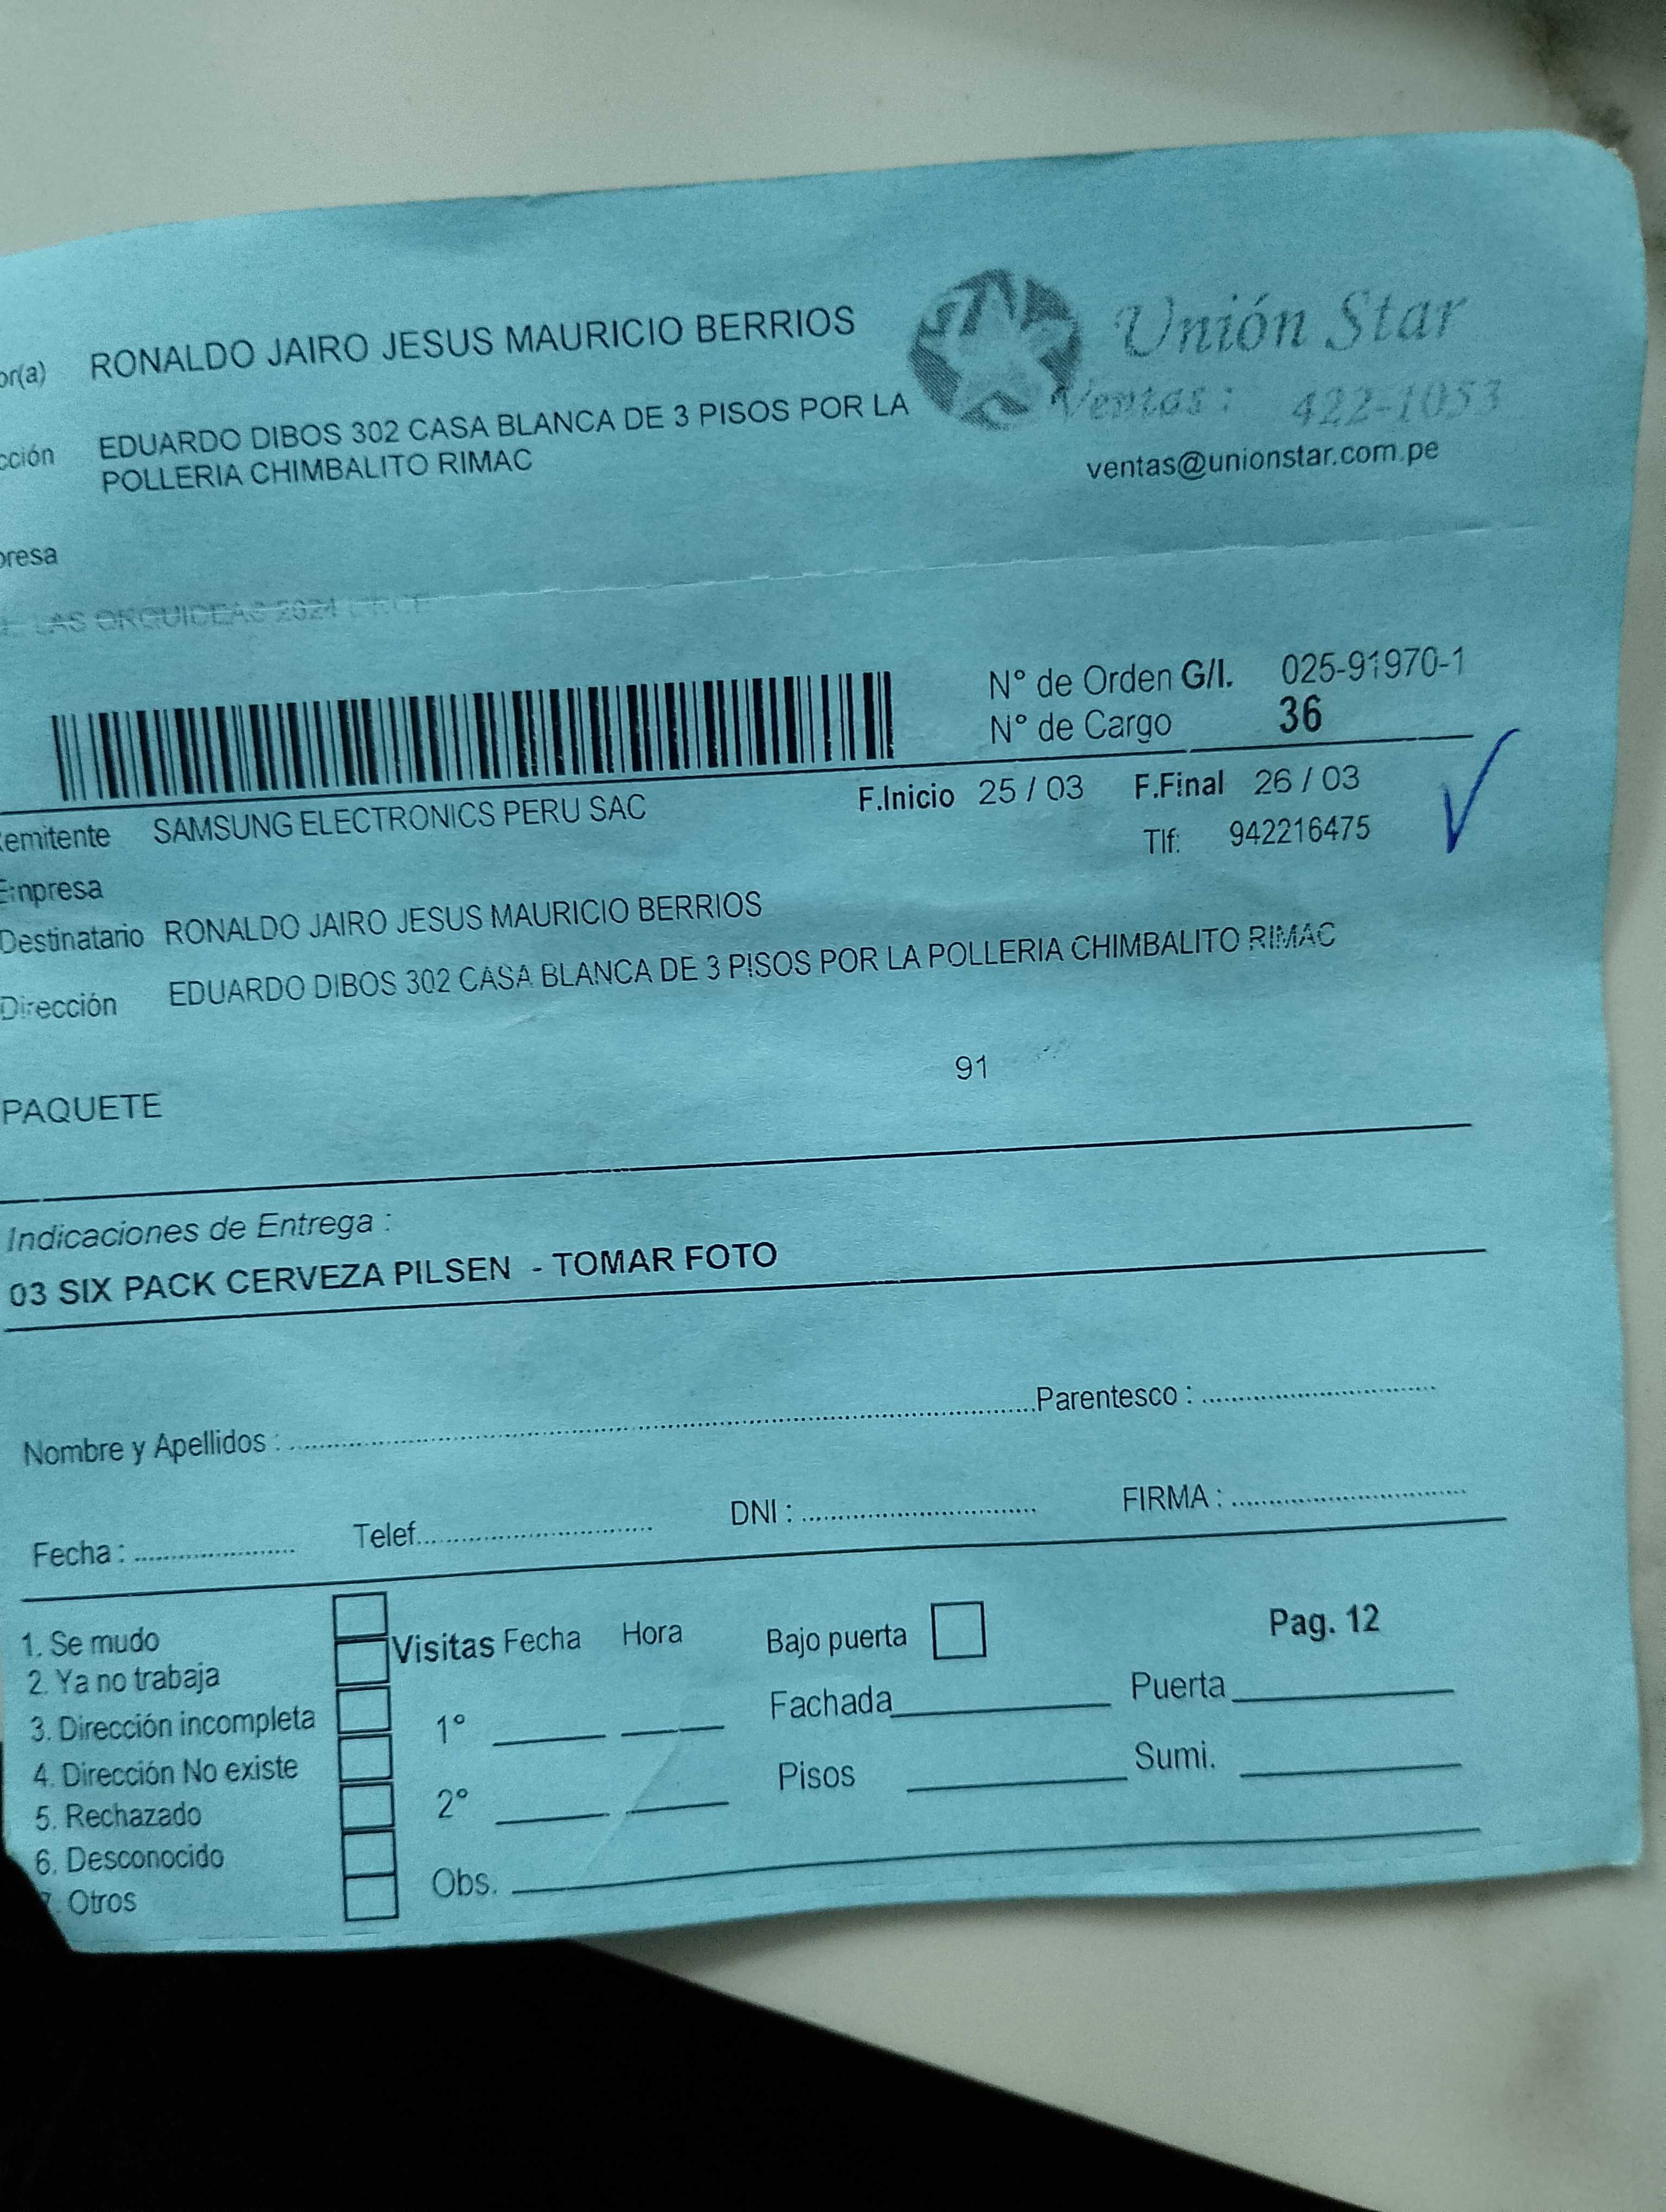 or(a) RONALDO JAIRO JESUS MAURICIO BERRIOS
Unión Star
Ventas : 422-1053
ventas@unionstar.com.pe
cción EDUARDO DIBOS 302 CASA BLANCA DE 3 PISOS POR LA
POLLERIA CHIMBALITO RIMAC
presa
LAS ORQUIDEAS 2624
N° de Orden G/I. 025-91970-1
N° de Cargo 36
F.Inicio 25 / 03 F.Final 26 / 03
emitente SAMSUNG ELECTRONICS PERU SAC
Tlf: 942216475
Empresa
Destinatario RONALDO JAIRO JESUS MAURICIO BERRIOS
Dirección EDUARDO DIBOS 302 CASA BLANCA DE 3 PISOS POR LA POLLERIA CHIMBALITO RIMAC
PAQUETE 91
Indicaciones de Entrega :
03 SIX PACK CERVEZA PILSEN - TOMAR FOTO
Nombre y Apellidos : Parentesco :
Fecha : Telef. DNI : FIRMA :
1. Se mudo
2. Ya no trabaja
3. Dirección incompleta
4. Dirección No existe
5. Rechazado
6. Desconocido
7. Otros
Visitas Fecha Hora
1°
2°
Obs.
Bajo puerta
Pag. 12
Fachada Puerta
Pisos Sumi.